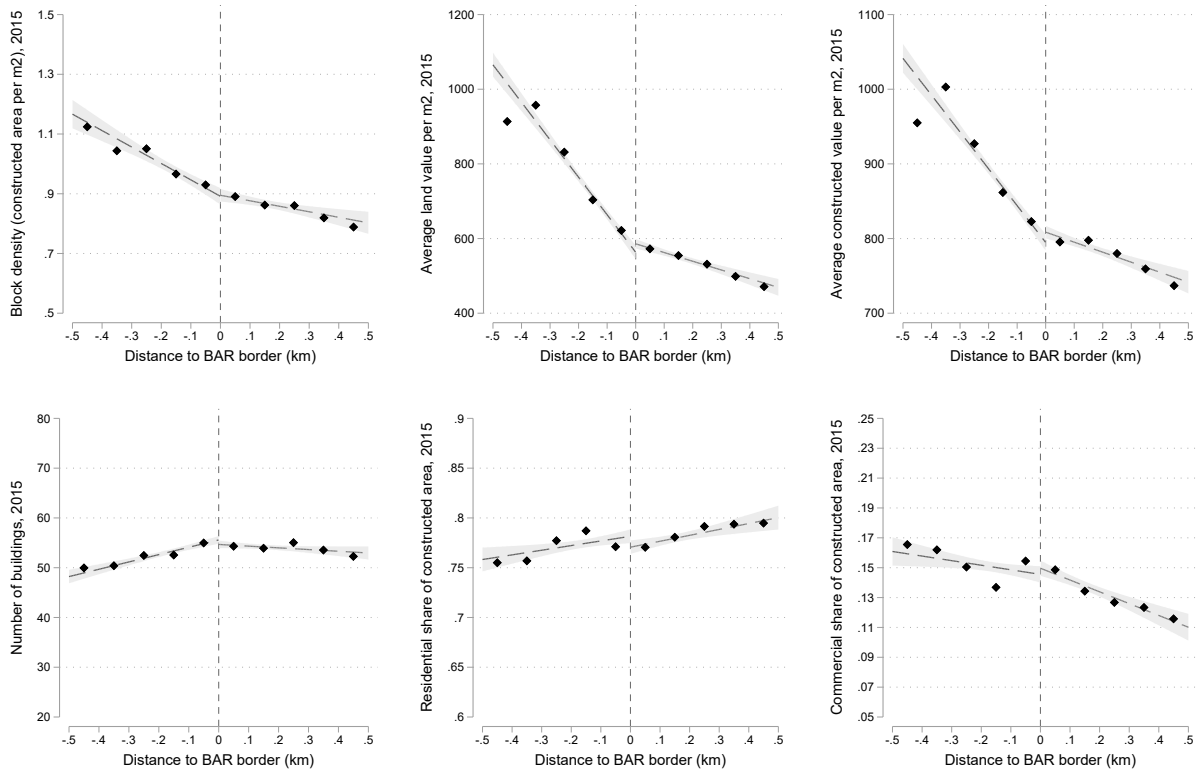 Block density (constructed area per m2), 2015
1.5
1.3
1.1
.9
.7
.5
-.5 -.4 -.3 -.2 -.1 0 .1 .2 .3 .4 .5
Distance to BAR border (km)
Average land value per m2, 2015
1200
1000
800
600
400
-.5 -.4 -.3 -.2 -.1 0 .1 .2 .3 .4 .5
Distance to BAR border (km)
Average constructed value per m2, 2015
1100
1000
900
800
700
-.5 -.4 -.3 -.2 -.1 0 .1 .2 .3 .4 .5
Distance to BAR border (km)
Number of buildings, 2015
80
70
60
50
40
30
20
-.5 -.4 -.3 -.2 -.1 0 .1 .2 .3 .4 .5
Distance to BAR border (km)
Residential share of constructed area, 2015
.9
.85
.8
.75
.7
.65
.6
-.5 -.4 -.3 -.2 -.1 0 .1 .2 .3 .4 .5
Distance to BAR border (km)
Commercial share of constructed area, 2015
.25
.23
.21
.19
.17
.15
.13
.11
.09
.07
.05
-.5 -.4 -.3 -.2 -.1 0 .1 .2 .3 .4 .5
Distance to BAR border (km)